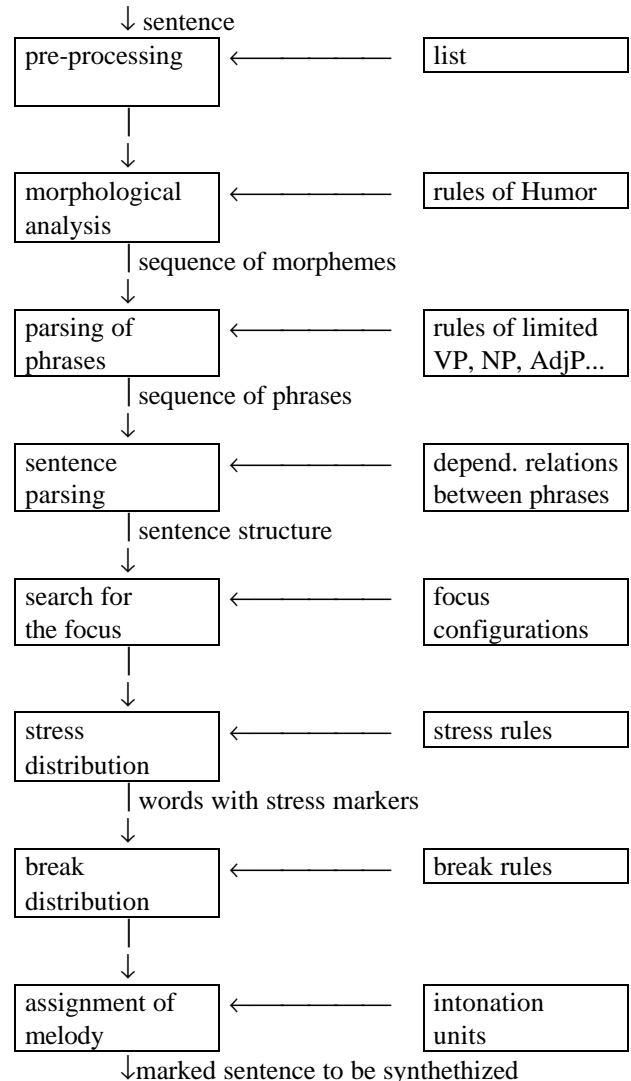 sentence
pre-processing
list
morphological
analysis
rules of Humor
sequence of morphemes
parsing of
phrases
rules of limited
VP, NP, AdjP...
sequence of phrases
sentence
parsing
depend. relations
between phrases
sentence structure
search for
the focus
focus
configurations
stress
distribution
stress rules
words with stress markers
break
distribution
break rules
assignment of
melody
intonation
units
marked sentence to be synthethized